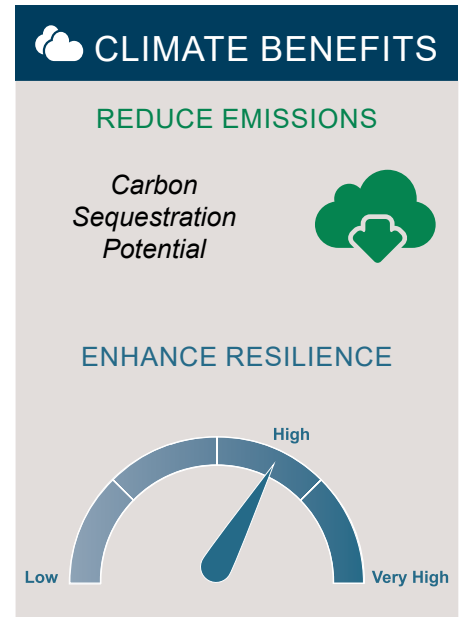 CLIMATE BENEFITS
REDUCE EMISSIONS
Carbon
Sequestration
Potential
ENHANCE RESILIENCE
High
Low
Very High